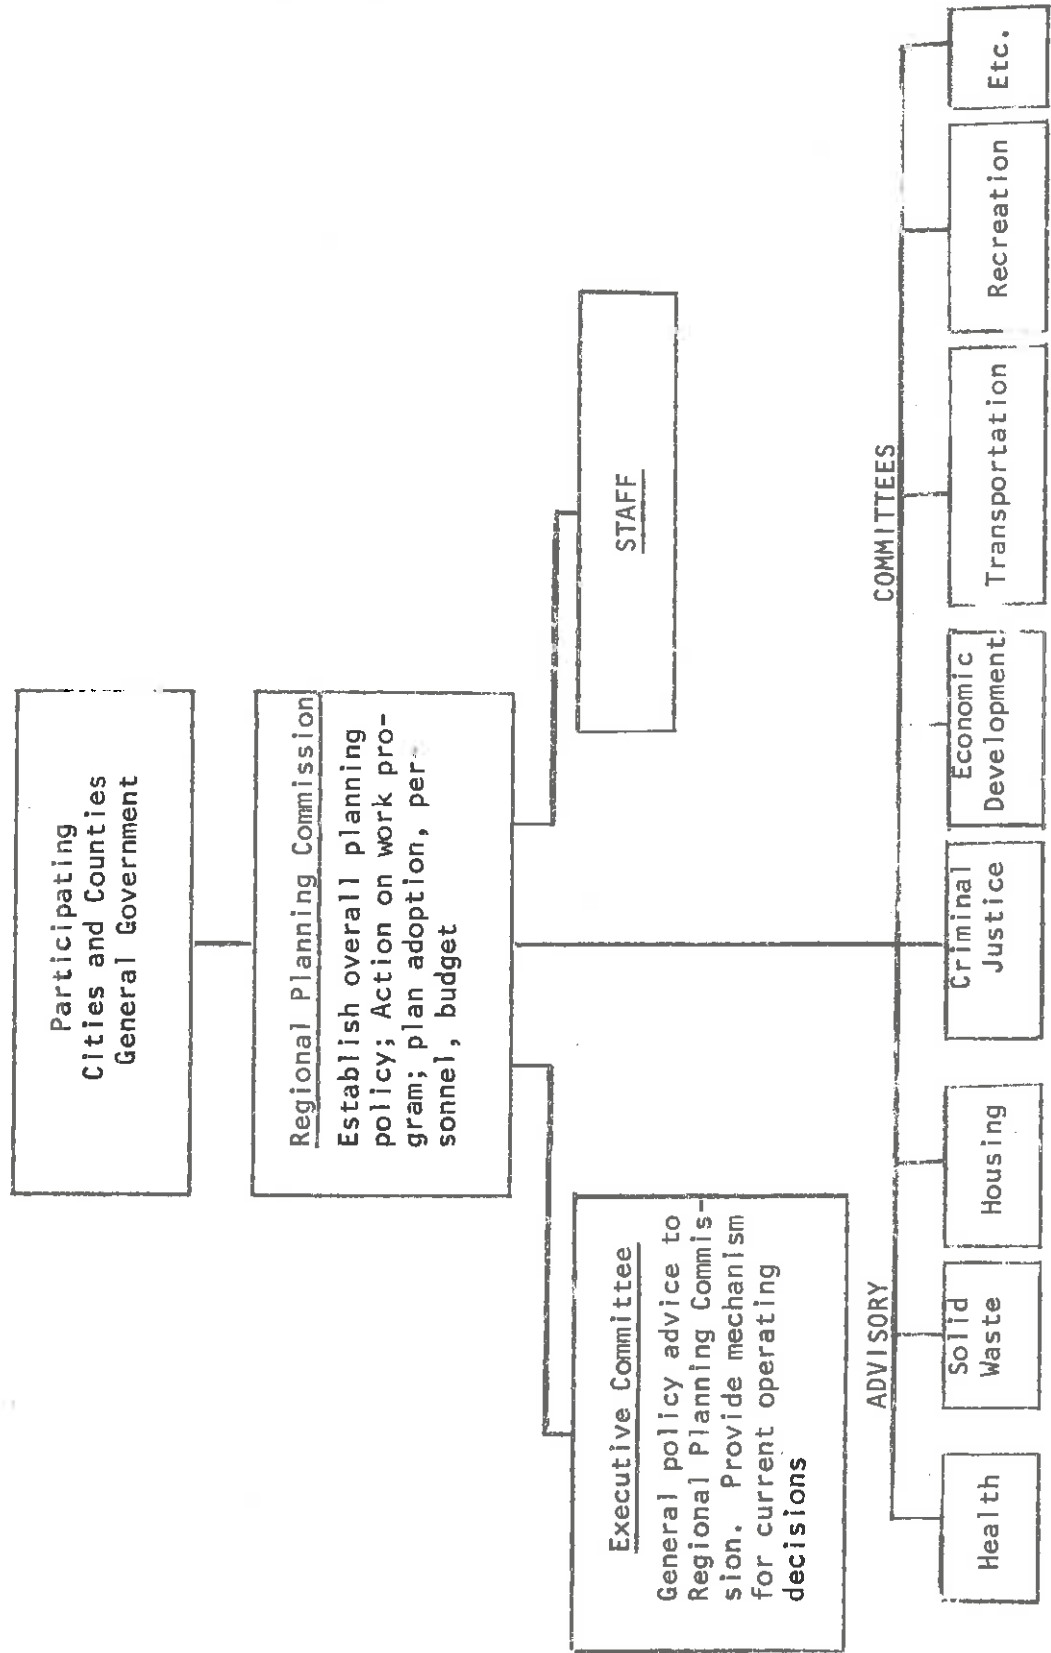 Participating
Cities and Counties
General Government
Regional Planning Commission
Establish overall planning
policy; Action on work pro-
gram; plan adoption, per-
sonnel, budget
Executive Committee
General policy advice to
Regional Planning Commis-
sion. Provide mechanism
for current operating
decisions
STAFF
ADVISORY COMMITTEES
Health
Solid
Waste
Housing
Criminal
Justice
Economic
Development
Transportation
Recreation
Etc.